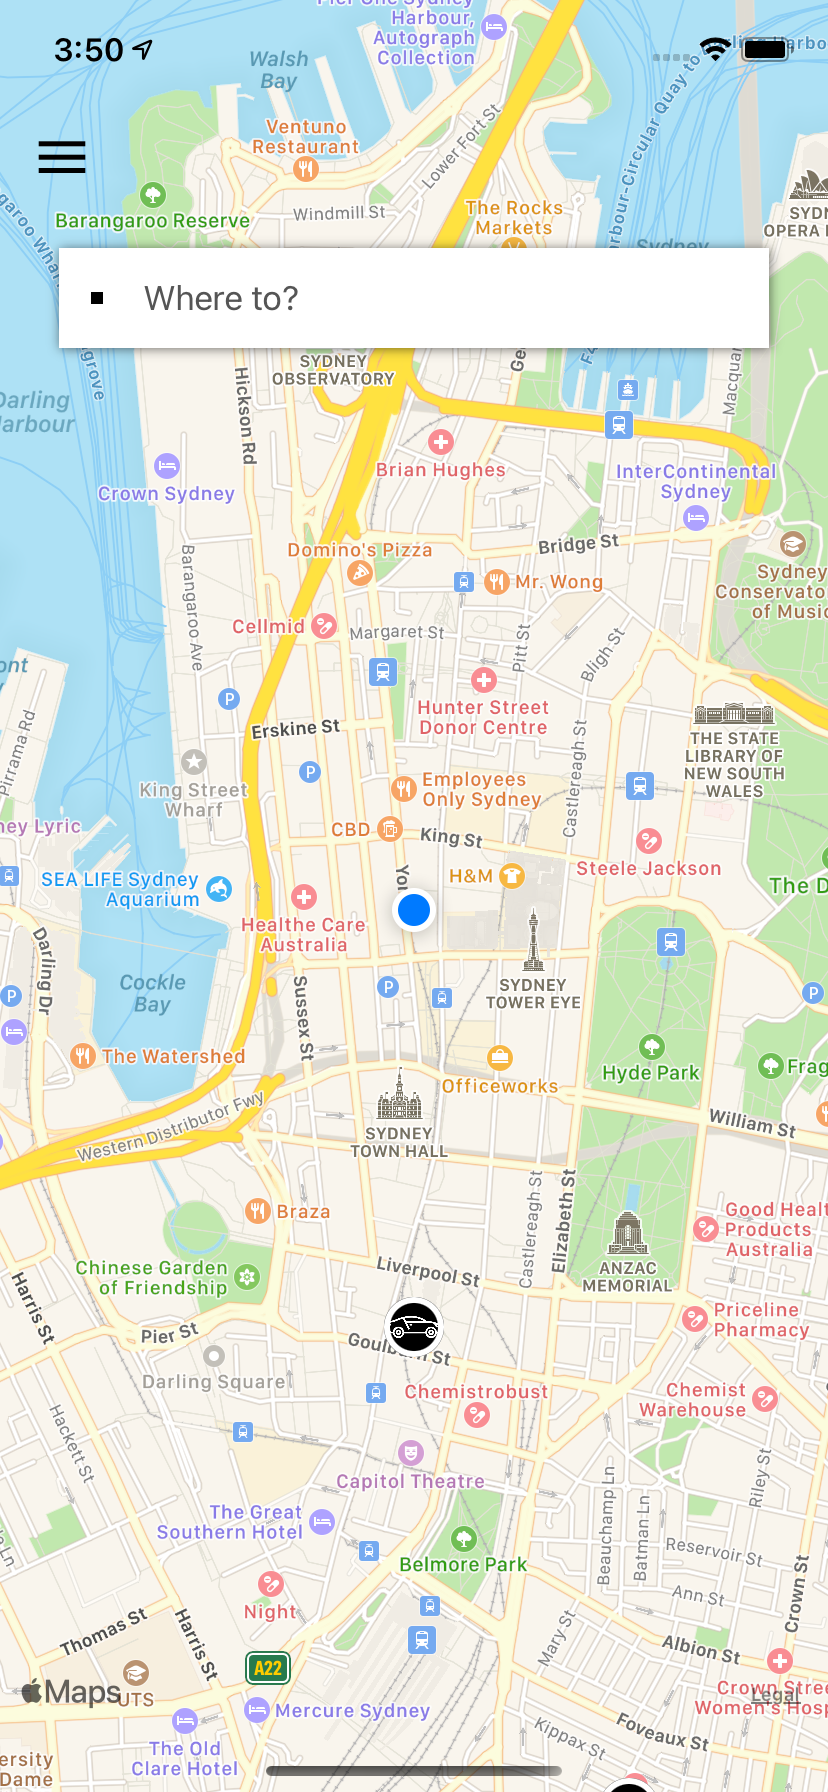 Pier One Sydney
Harbour,
Autograph
Collection
3:50
Walsh
Bay
Ventuno
Restaurant
Lower Fort St
Barangaroo Reserve
Windmill St
The Rocks
Markets
SYDN
OPERA
Sydney
Where to?
SYDNEY
OBSERVATORY
Hickson Rd
Darling
Harbour
Macquar
Brian Hughes
Crown Sydney
InterContinental
Sydney
Bridge St
Domino's Pizza
Mr. Wong
Sydney
Conservato
of Music
Barangaroo Ave
Cellmid
Margaret St
Pitt St
Bligh St
Hunter Street
Donor Centre
P
Erskine St
Pirrama Rd
THE STATE
LIBRARY OF
NEW SOUTH
WALES
P
King Street
Wharf
Employees
Only Sydney
Castlereagh St
CBD
King St
ney Lyric
Steele Jackson
H&M
SEA LIFE Sydney
Aquarium
The D
Healthe Care
Australia
You
Darling Dr
Cockle
Bay
SYDNEY
TOWER EYE
P
P
P
Sussex St
The Watershed
Officeworks
Hyde Park
Frag
Western Distributor Fwy
SYDNEY
TOWN HALL
William St
Braza
Castlereagh St
Elizabeth St
Good Healt
Products
Australia
Chinese Garden
of Friendship
Liverpool St
ANZAC
MEMORIAL
Harris St
Pier St
Goulburn St
Priceline
Pharmacy
Darling Square
Chemistrobust
Chemist
Warehouse
Hackett St
Capitol Theatre
Riley St
The Great
Southern Hotel
Beauchamp Ln
Batman Ln
Reservoir St
Belmore Park
Ann St
Crown St
Night
Thomas St
Harris St
Mary St
Albion St
A22
Maps
UTS
Crown Stree
Women's Hosp
Legal
Mercure Sydney
Kippax St
Foveaux St
The Old
Clare Hotel
ersity
Dame